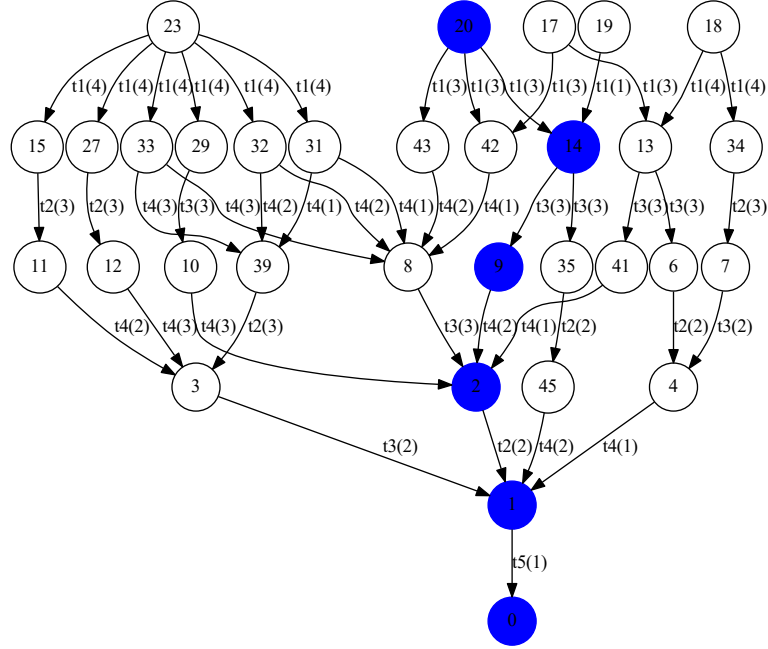 23 20 17 19 18
t1(4) t1(4) t1(4) t1(4) t1(4) t1(4) t1(3) t1(3) t1(3) t1(3) t1(1) t1(3) t1(4) t1(4)
15 27 33 29 32 31 43 42 14 13 34
t2(3) t2(3) t4(3) t3(3) t4(3) t4(2) t4(1) t4(2) t4(1) t4(2) t4(1) t3(3) t3(3) t3(3) t3(3) t2(3)
11 12 10 39 8 9 35 41 6 7
t4(2) t4(3) t4(3) t2(3) t3(3) t4(2) t4(1) t2(2) t2(2) t3(2)
3 2 45 4
t3(2) t2(2) t4(2) t4(1)
1
t5(1)
0